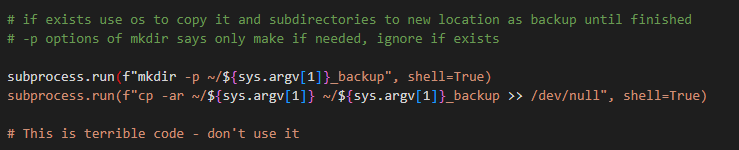 # if exists use os to copy it and subdirectories to new location as backup until finished
# -p options of mkdir says only make if needed, ignore if exists
subprocess.run(f"mkdir -p ~/${sys.argv[1]}_backup", shell=True)
subprocess.run(f"cp -ar ~/${sys.argv[1]} ~/${sys.argv[1]}_backup >> /dev/null", shell=True)
# This is terrible code - don't use it